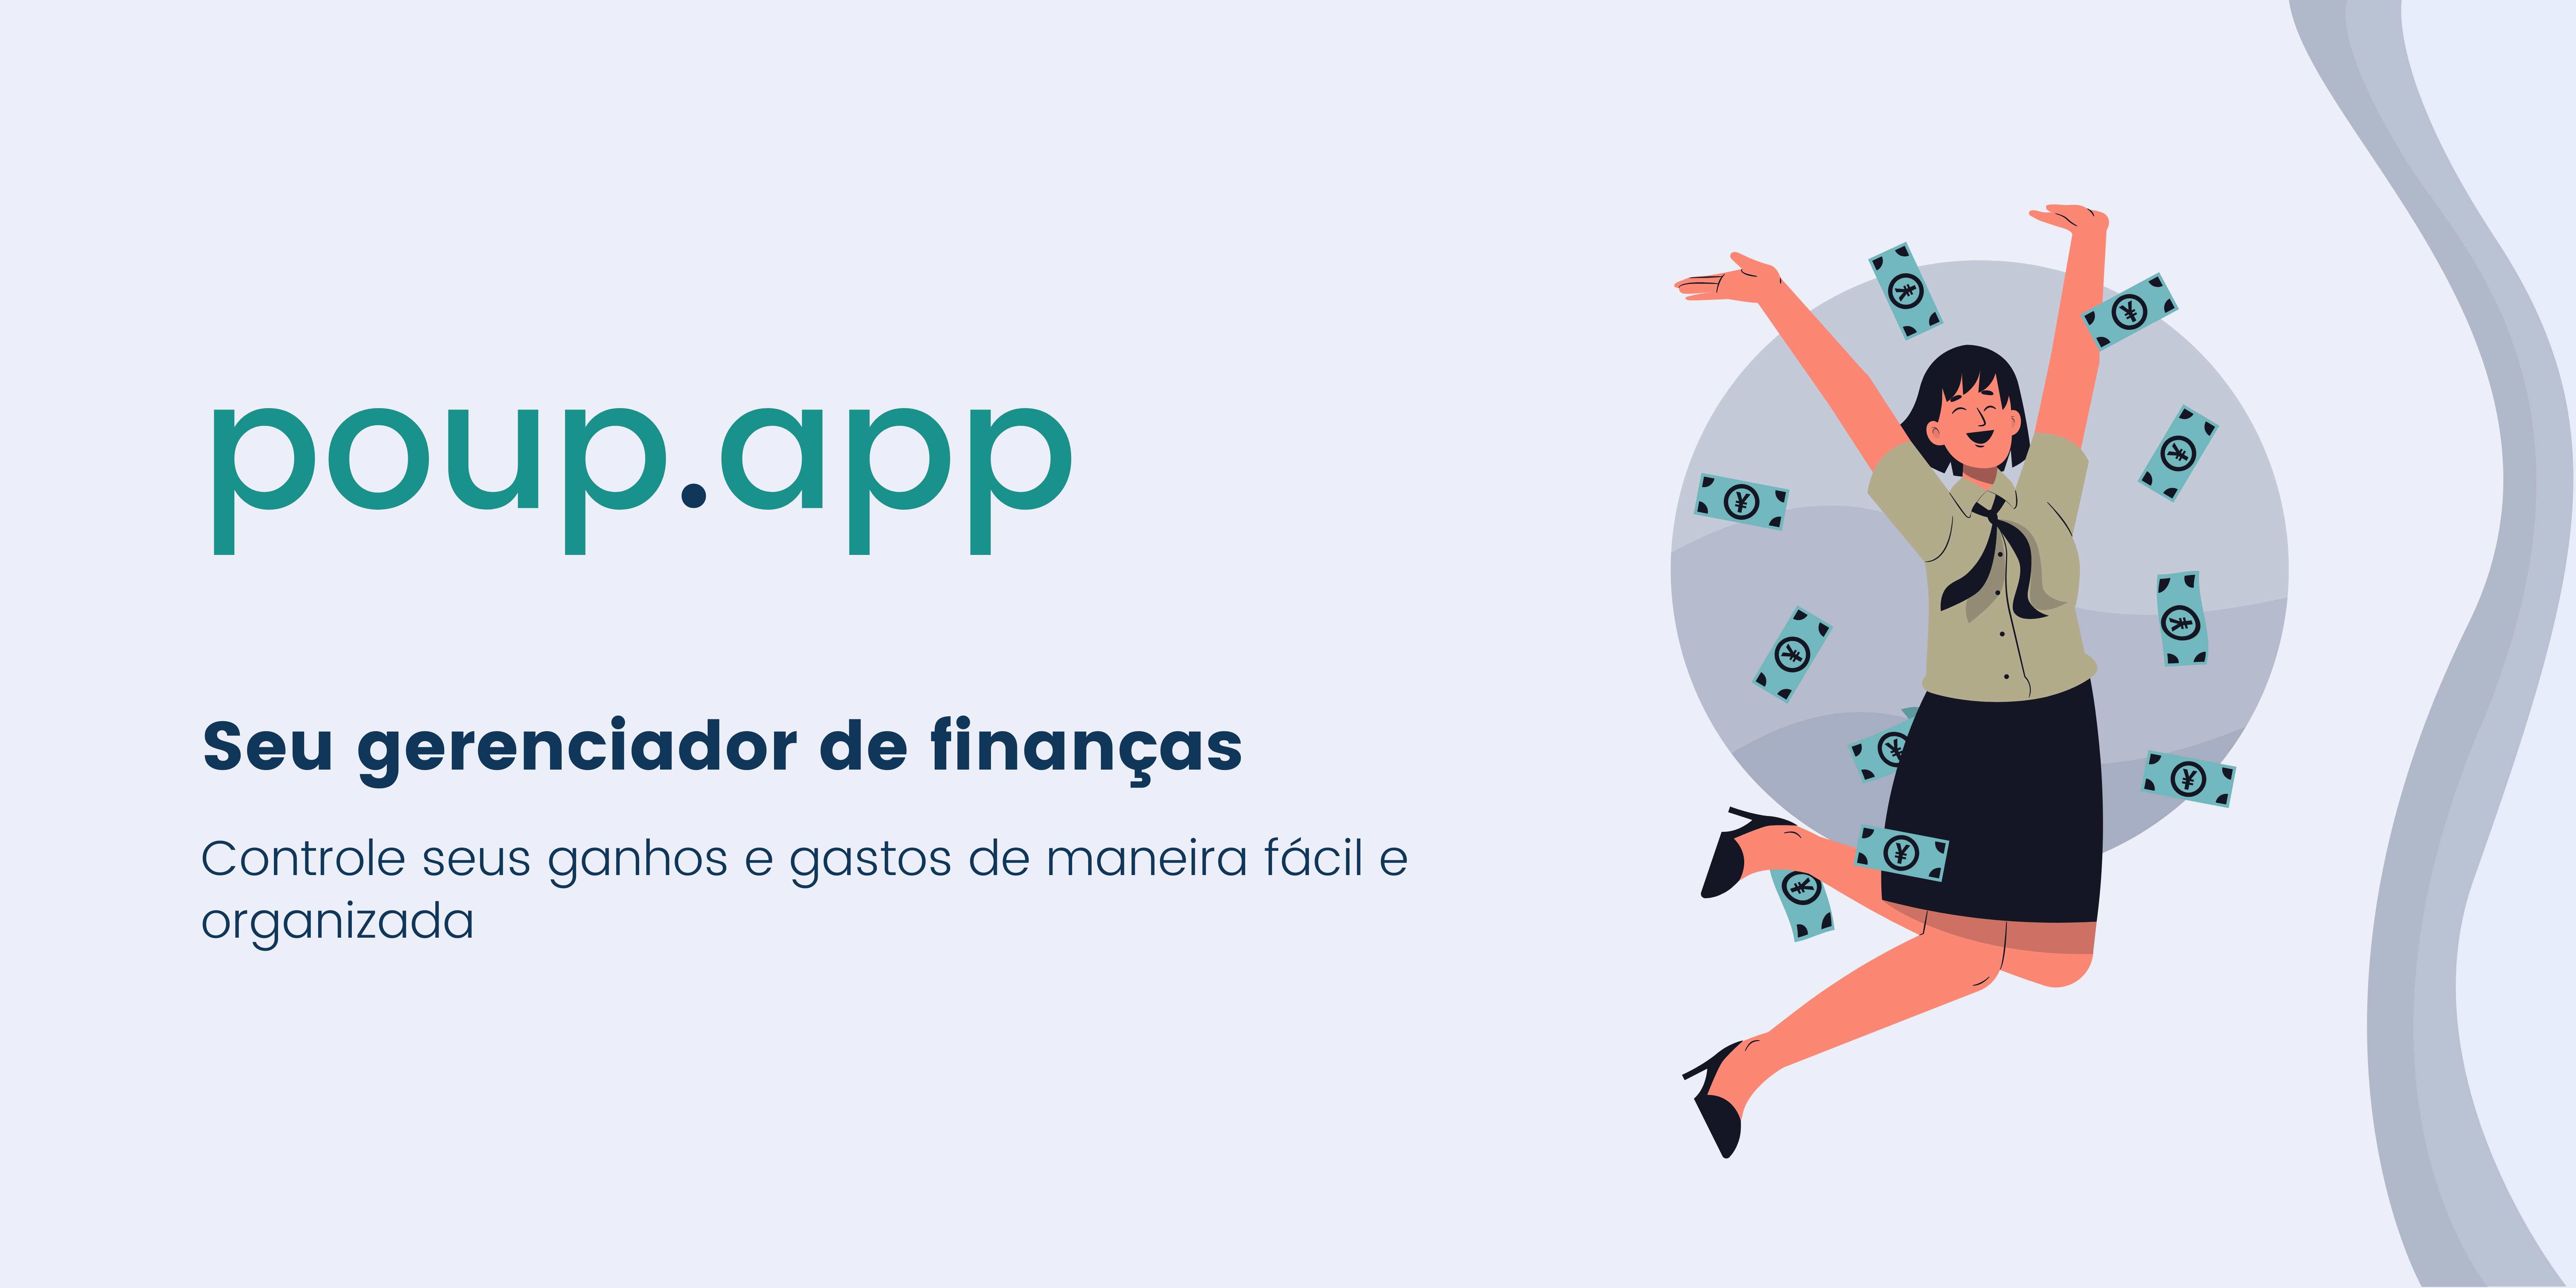 poup.app
Seu gerenciador de finanças
Controle seus ganhos e gastos de maneira fácil e
organizada
¥
¥
¥
¥
¥
¥
¥
¥
¥
¥